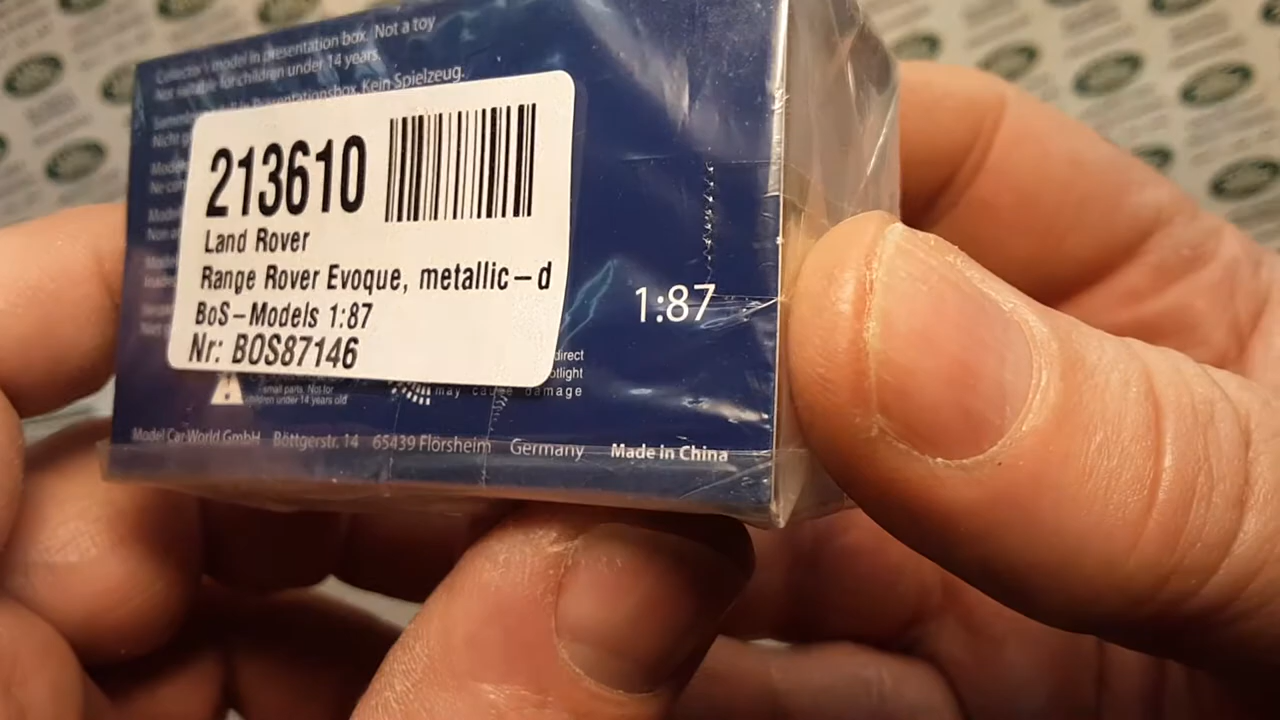 Collector's model in presentation box. Not a toy
Not suitable for children under 14 years.
Präsentationsbox. Kein Spielzeug.
213610
Land Rover
Range Rover Evoque, metallic-d
BoS-Models 1:87
Nr: BOS87146
1:87
direct
may cause damage
small parts. Not for
children under 14 years old
Model Car World GmbH Böttgerstr. 14 65439 Flörsheim Germany Made in China